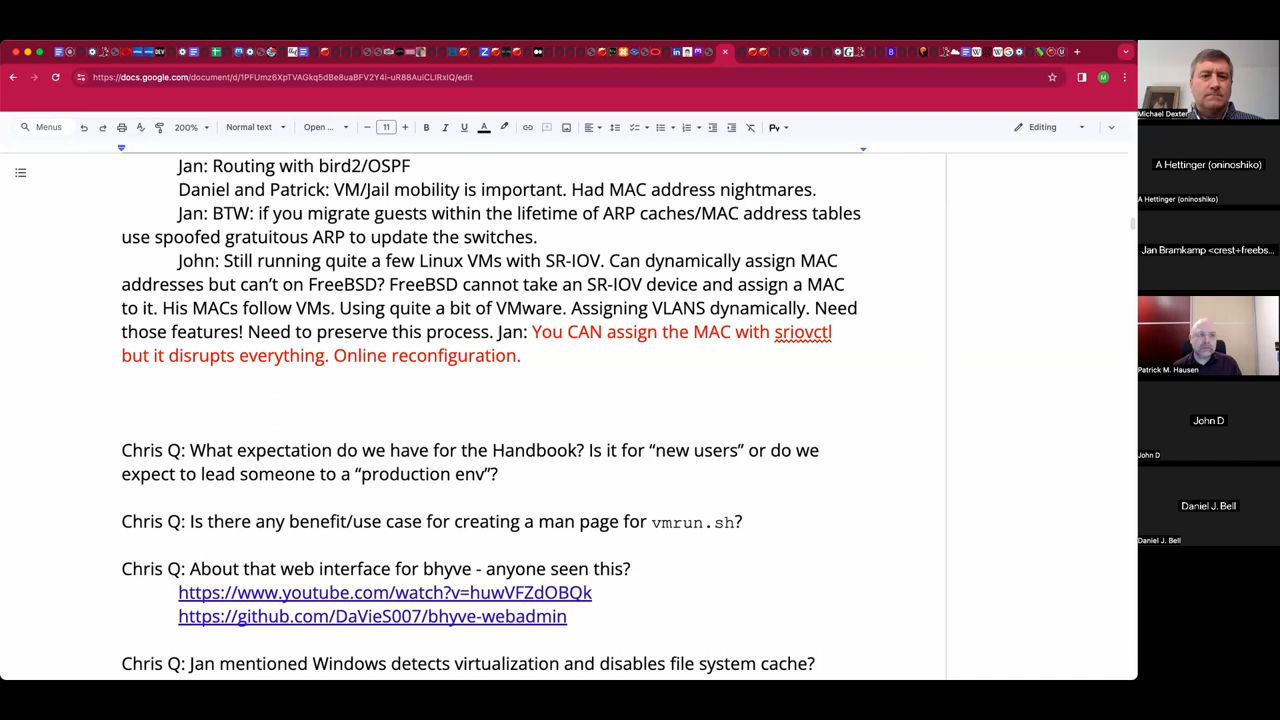 https://docs.google.com/document/d/1PFUmz6XpTVAGkq5dBe8uaBFV2Y4i-uR88AuiCLIRxIQ/edit
Menus
200%
Normal text
Open ...
11
Editing
Jan: Routing with bird2/OSPF
Daniel and Patrick: VM/Jail mobility is important. Had MAC address nightmares.
Jan: BTW: if you migrate guests within the lifetime of ARP caches/MAC address tables
use spoofed gratuitous ARP to update the switches.
John: Still running quite a few Linux VMs with SR-IOV. Can dynamically assign MAC
addresses but can’t on FreeBSD? FreeBSD cannot take an SR-IOV device and assign a MAC
to it. His MACs follow VMs. Using quite a bit of VMware. Assigning VLANS dynamically. Need
those features! Need to preserve this process. Jan: You CAN assign the MAC with sriovctl
but it disrupts everything. Online reconfiguration.
Chris Q: What expectation do we have for the Handbook? Is it for “new users” or do we
expect to lead someone to a “production env”?
Chris Q: Is there any benefit/use case for creating a man page for vmrun.sh?
Chris Q: About that web interface for bhyve - anyone seen this?
https://www.youtube.com/watch?v=huwVFZdOBQk
https://github.com/DaVieS007/bhyve-webadmin
Chris Q: Jan mentioned Windows detects virtualization and disables file system cache?
Michael Dexter
A Hettinger (oninoshiko)
A Hettinger (oninoshiko)
Jan Bramkamp <crest+freebs...
Patrick M. Hausen
John D
John D
Daniel J. Bell
Daniel J. Bell